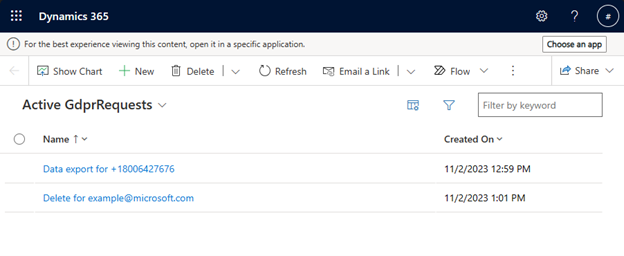 Dynamics 365
?
#
For the best experience viewing this content, open it in a specific application.
Choose an app
Show Chart
New
Delete
Refresh
Email a Link
Flow
Share
Active GdprRequests
Filter by keyword
Name ↑
Created On
Data export for +18006427676
11/2/2023 12:59 PM
Delete for example@microsoft.com
11/2/2023 1:01 PM